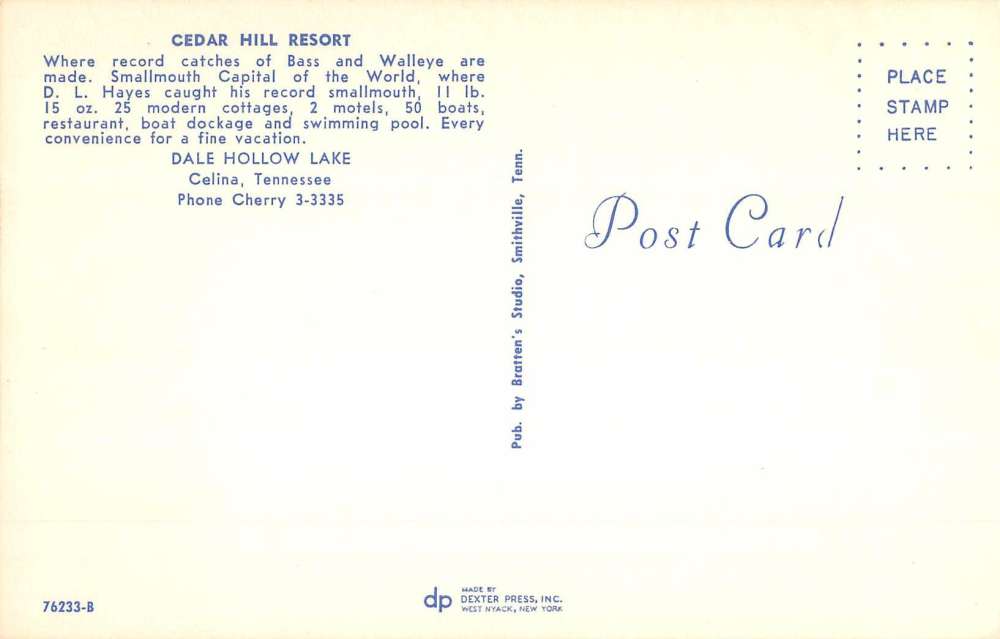 CEDAR HILL RESORT
Where record catches of Bass and Walleye are
made. Smallmouth Capital of the World, where
D. L. Hayes caught his record smallmouth, 11 lb.
15 oz. 25 modern cottages, 2 motels, 50 boats,
restaurant, boat dockage and swimming pool. Every
convenience for a fine vacation.
DALE HOLLOW LAKE
Celina, Tennessee
Phone Cherry 3-3335
Pub. by Bratten's Studio, Smithville, Tenn.
PLACE
STAMP
HERE
Post Card
76233-B
dp
MADE BY
DEXTER PRESS, INC.
WEST NYACK, NEW YORK